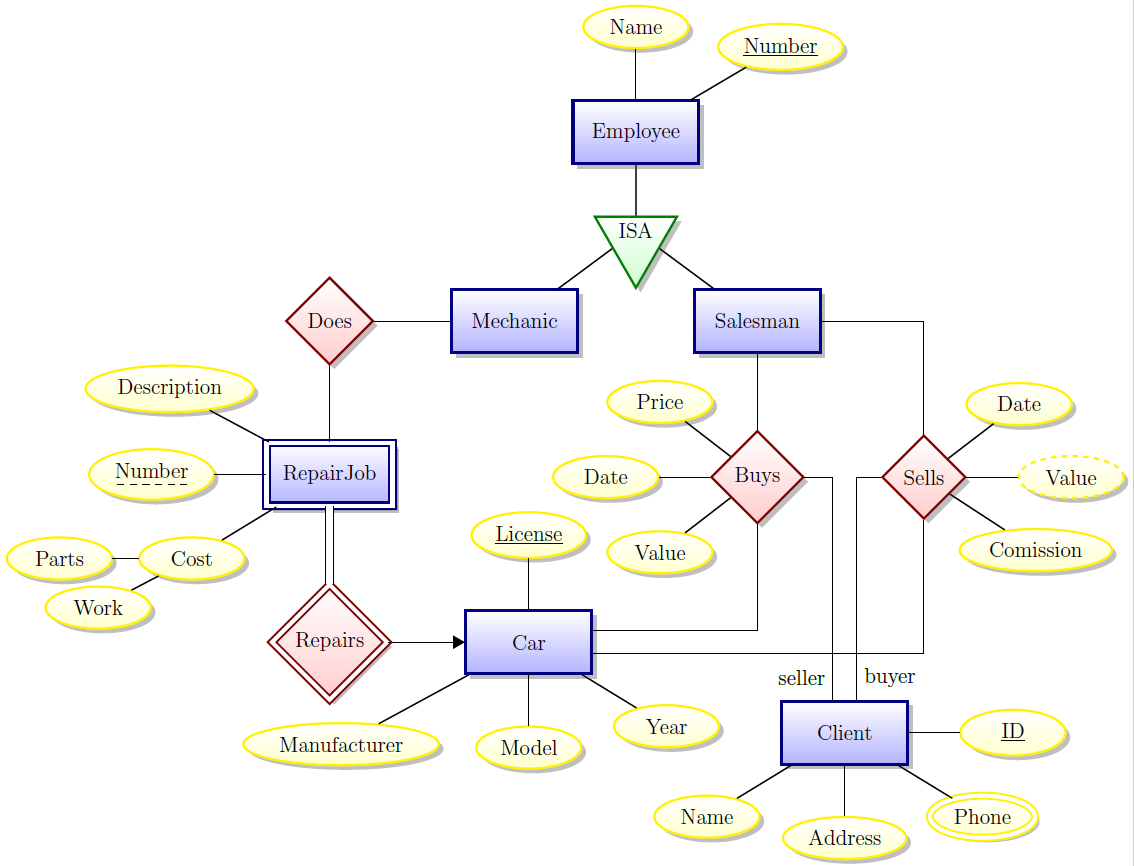 Name
Number
Employee
ISA
Does
Mechanic
Salesman
Description
Price
Date
Number
RepairJob
Date
Buys
Sells
Value
License
Value
Comission
Parts
Cost
Work
Repairs
Car
seller
buyer
Manufacturer
Model
Year
Client
ID
Name
Address
Phone